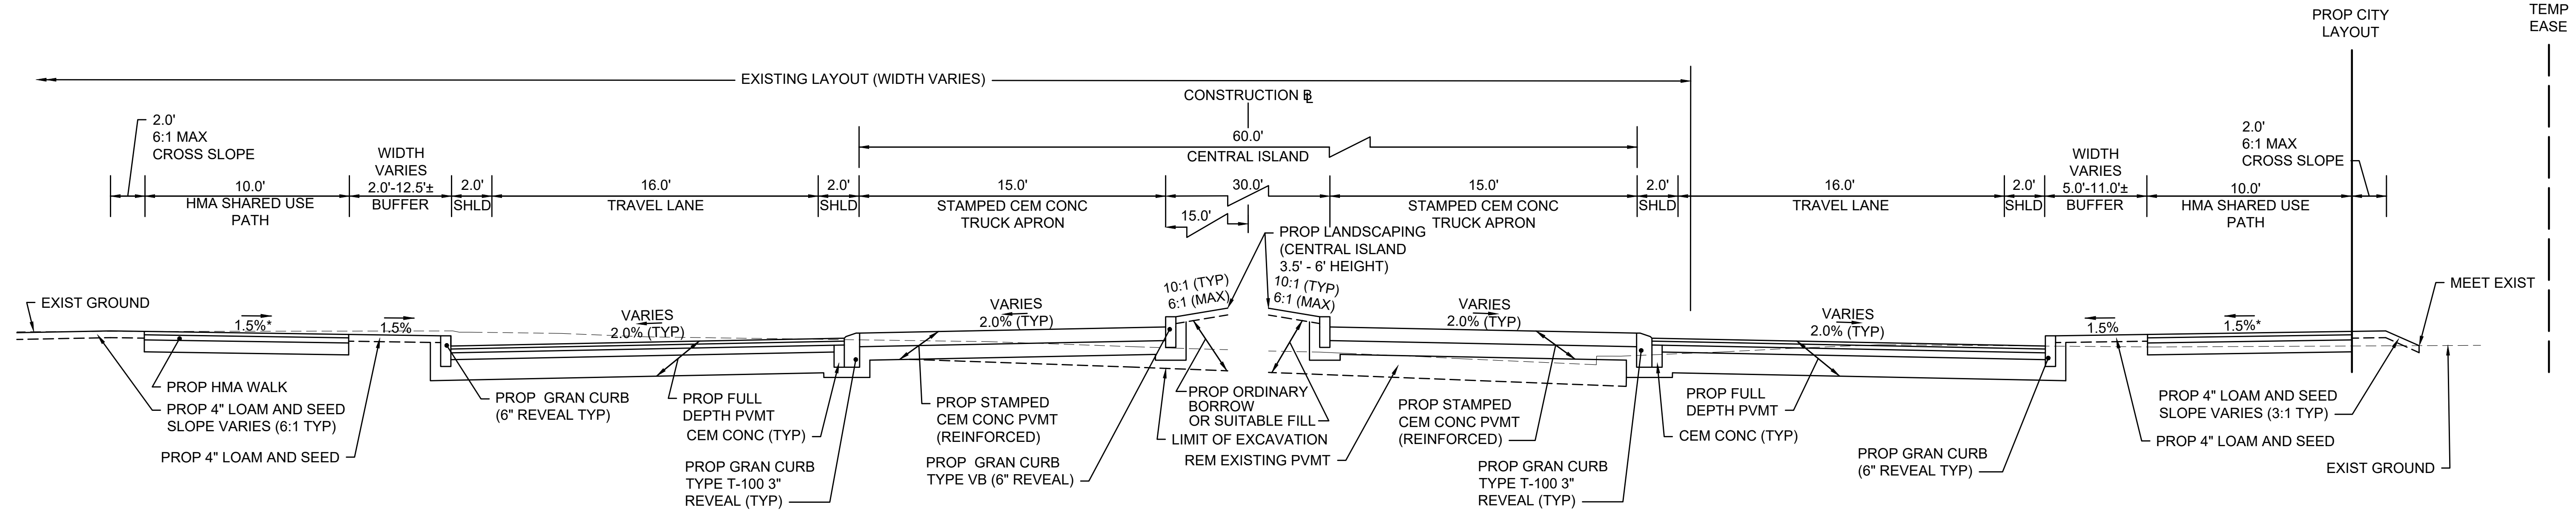 TEMP
EASE
PROP CITY
LAYOUT
EXISTING LAYOUT (WIDTH VARIES)
CONSTRUCTION BL
2.0'
6:1 MAX
CROSS SLOPE
60.0'
CENTRAL ISLAND
2.0'
6:1 MAX
CROSS SLOPE
10.0'
HMA SHARED USE
PATH
WIDTH
VARIES
2.0'-12.5'±
BUFFER
2.0'
SHLD
16.0'
TRAVEL LANE
2.0'
SHLD
15.0'
STAMPED CEM CONC
TRUCK APRON
30.0'
15.0'
15.0'
STAMPED CEM CONC
TRUCK APRON
2.0'
SHLD
16.0'
TRAVEL LANE
2.0'
SHLD
WIDTH
VARIES
5.0'-11.0'±
BUFFER
10.0'
HMA SHARED USE
PATH
PROP LANDSCAPING
(CENTRAL ISLAND
3.5' - 6' HEIGHT)
EXIST GROUND
1.5%*
1.5%
VARIES
2.0% (TYP)
VARIES
2.0% (TYP)
10:1 (TYP)
6:1 (MAX)
10:1 (TYP)
6:1 (MAX)
VARIES
2.0% (TYP)
VARIES
2.0% (TYP)
1.5%
1.5%*
MEET EXIST
PROP HMA WALK
PROP 4" LOAM AND SEED
SLOPE VARIES (6:1 TYP)
PROP 4" LOAM AND SEED
PROP GRAN CURB
(6" REVEAL TYP)
PROP FULL
DEPTH PVMT
CEM CONC (TYP)
PROP GRAN CURB
TYPE T-100 3"
REVEAL (TYP)
PROP STAMPED
CEM CONC PVMT
(REINFORCED)
PROP GRAN CURB
TYPE VB (6" REVEAL)
PROP ORDINARY
BORROW
OR SUITABLE FILL
LIMIT OF EXCAVATION
REM EXISTING PVMT
PROP STAMPED
CEM CONC PVMT
(REINFORCED)
PROP GRAN CURB
TYPE T-100 3"
REVEAL (TYP)
PROP FULL
DEPTH PVMT
CEM CONC (TYP)
PROP GRAN CURB
(6" REVEAL TYP)
PROP 4" LOAM AND SEED
SLOPE VARIES (3:1 TYP)
PROP 4" LOAM AND SEED
EXIST GROUND